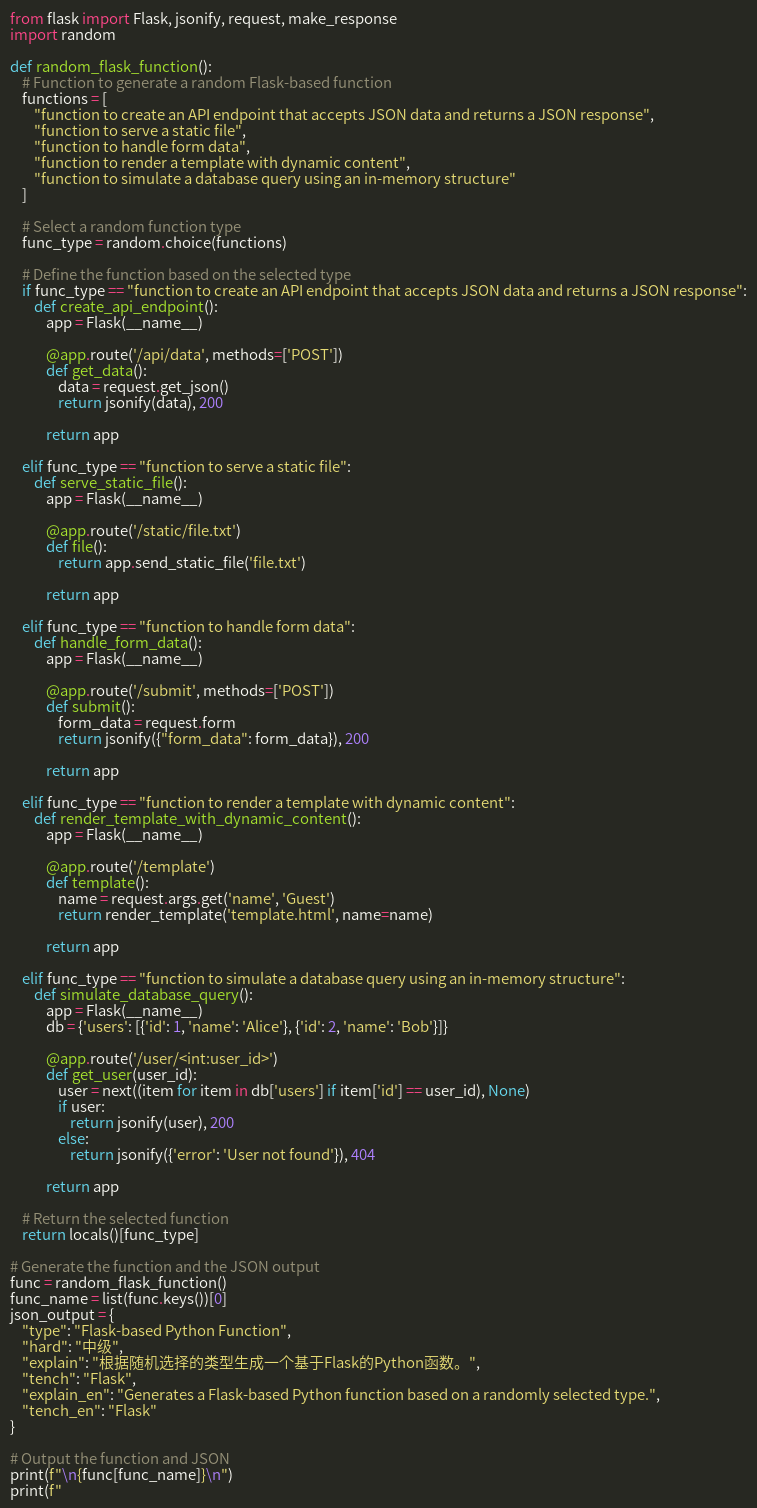 from flask import Flask, jsonify, request, make_response
import random

def random_flask_function():
    # Function to generate a random Flask-based function
    functions = [
        "function to create an API endpoint that accepts JSON data and returns a JSON response",
        "function to serve a static file",
        "function to handle form data",
        "function to render a template with dynamic content",
        "function to simulate a database query using an in-memory structure"
    ]

    # Select a random function type
    func_type = random.choice(functions)

    # Define the function based on the selected type
    if func_type == "function to create an API endpoint that accepts JSON data and returns a JSON response":
        def create_api_endpoint():
            app = Flask(__name__)

            @app.route('/api/data', methods=['POST'])
            def get_data():
                data = request.get_json()
                return jsonify(data), 200

            return app

    elif func_type == "function to serve a static file":
        def serve_static_file():
            app = Flask(__name__)

            @app.route('/static/file.txt')
            def file():
                return app.send_static_file('file.txt')

            return app

    elif func_type == "function to handle form data":
        def handle_form_data():
            app = Flask(__name__)

            @app.route('/submit', methods=['POST'])
            def submit():
                form_data = request.form
                return jsonify({"form_data": form_data}), 200

            return app

    elif func_type == "function to render a template with dynamic content":
        def render_template_with_dynamic_content():
            app = Flask(__name__)

            @app.route('/template')
            def template():
                name = request.args.get('name', 'Guest')
                return render_template('template.html', name=name)

            return app

    elif func_type == "function to simulate a database query using an in-memory structure":
        def simulate_database_query():
            app = Flask(__name__)
            db = {'users': [{'id': 1, 'name': 'Alice'}, {'id': 2, 'name': 'Bob'}]}

            @app.route('/user/<int:user_id>')
            def get_user(user_id):
                user = next((item for item in db['users'] if item['id'] == user_id), None)
                if user:
                    return jsonify(user), 200
                else:
                    return jsonify({'error': 'User not found'}), 404

            return app

    # Return the selected function
    return locals()[func_type]

# Generate the function and the JSON output
func = random_flask_function()
func_name = list(func.keys())[0]
json_output = {
    "type": "Flask-based Python Function",
    "hard": "中级",
    "explain": "根据随机选择的类型生成一个基于Flask的Python函数。",
    "tench": "Flask",
    "explain_en": "Generates a Flask-based Python function based on a randomly selected type.",
    "tench_en": "Flask"
}

# Output the function and JSON
print(f"\n{func[func_name]}\n")
print(f"